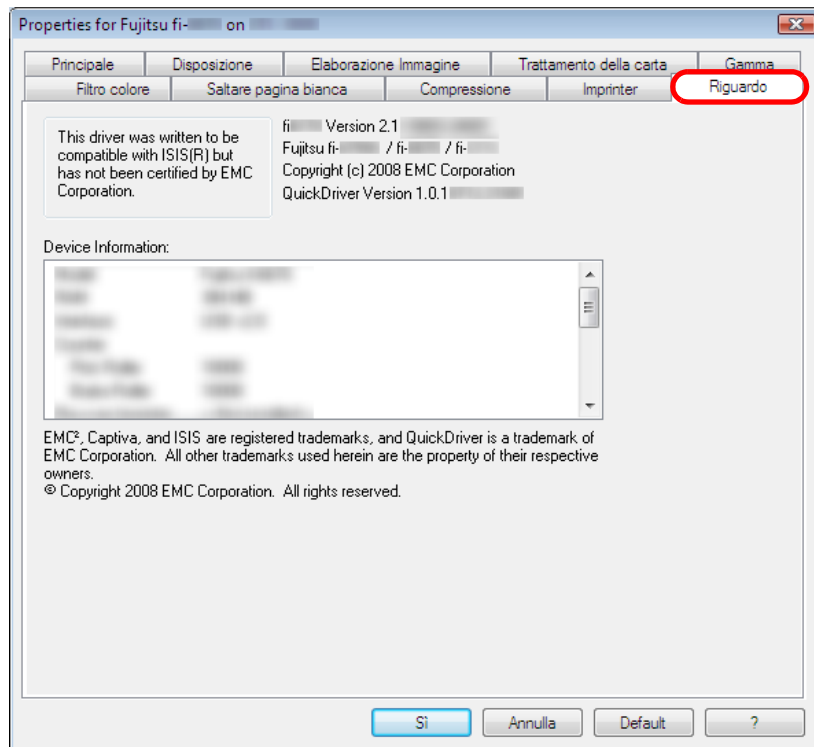 Properties for Fujitsu fi- on
Principale Disposizione Elaborazione Immagine Trattamento della carta Gamma
Filtro colore Saltare pagina bianca Compressione Imprinter Riguardo
This driver was written to be
compatible with ISIS(R) but
has not been certified by EMC
Corporation.
fi Version 2.1
Fujitsu fi- / fi- / fi-
Copyright (c) 2008 EMC Corporation
QuickDriver Version 1.0.1
Device Information:
EMC², Captiva, and ISIS are registered trademarks, and QuickDriver is a trademark of
EMC Corporation. All other trademarks used herein are the property of their respective
owners.
© Copyright 2008 EMC Corporation. All rights reserved.
Sì Annulla Default ?